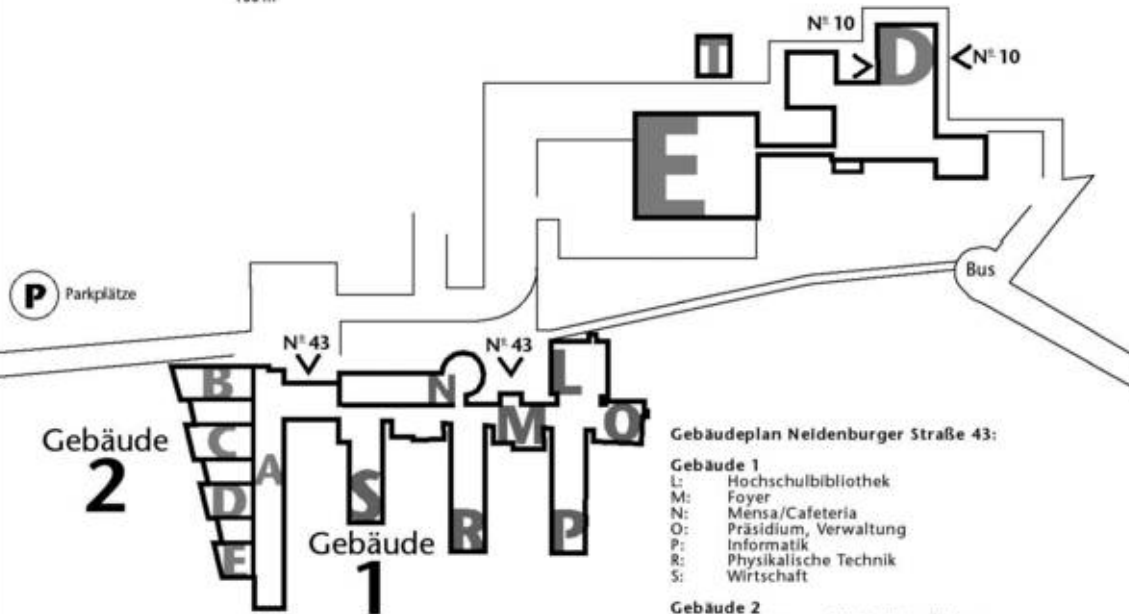 Nº 10
T
D
Nº 10
E
Bus
P Parkplätze
Nº 43
Nº 43
B
N
L
M
O
C
Gebäude
2
A
D
S
R
P
Gebäude
1
Gebäudeplan Neidenburger Straße 43:
Gebäude 1
L: Hochschulbibliothek
M: Foyer
N: Mensa/Cafeteria
O: Präsidium, Verwaltung
P: Informatik
R: Physikalische Technik
S: Wirtschaft
Gebäude 2